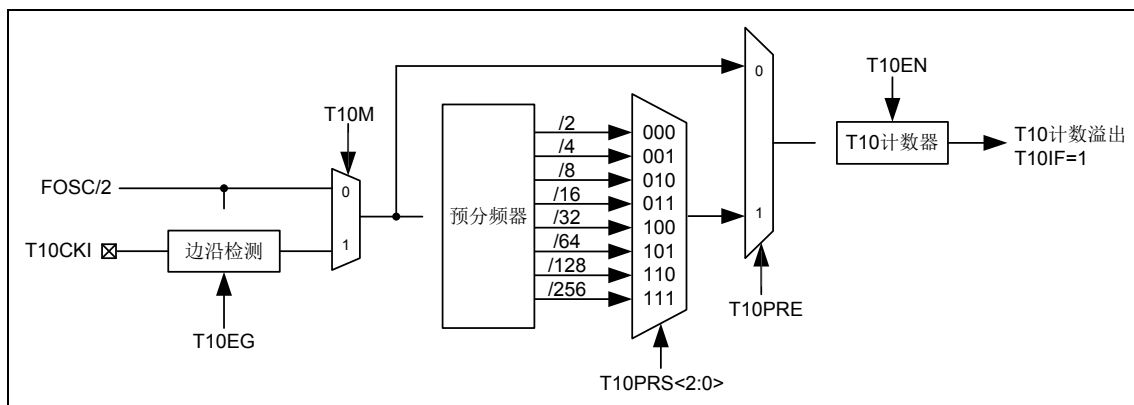 T10M
FOSC/2
T10CKI
边沿检测
T10EG
0
1
预分频器
/2
/4
/8
/16
/32
/64
/128
/256
000
001
010
011
100
101
110
111
T10PRS<2:0>
0
1
T10PRE
T10EN
T10计数器
T10计数溢出
T10IF=1